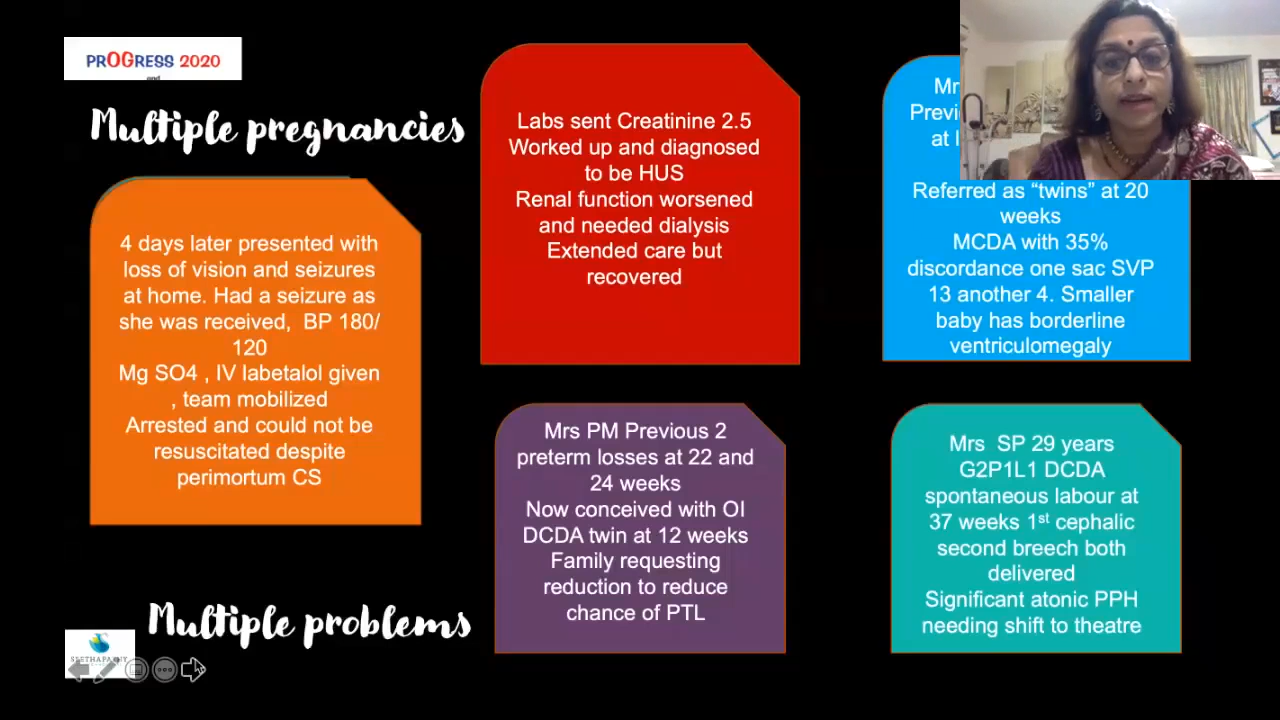 PROGRESS 2020
and
Multiple pregnancies
4 days later presented with
loss of vision and seizures
at home. Had a seizure as
she was received, BP 180/
120
Mg SO4 , IV labetalol given
, team mobilized
Arrested and could not be
resuscitated despite
perimortum CS
Labs sent Creatinine 2.5
Worked up and diagnosed
to be HUS
Renal function worsened
and needed dialysis
Extended care but
recovered
at
Referred as “twins” at 20
weeks
MCDA with 35%
discordance one sac SVP
13 another 4. Smaller
baby has borderline
ventriculomegaly
Mrs PM Previous 2
preterm losses at 22 and
24 weeks
Now conceived with OI
DCDA twin at 12 weeks
Family requesting
reduction to reduce
chance of PTL
Mrs SP 29 years
G2P1L1 DCDA
spontaneous labour at
37 weeks 1st cephalic
second breech both
delivered
Significant atonic PPH
needing shift to theatre
Multiple problems